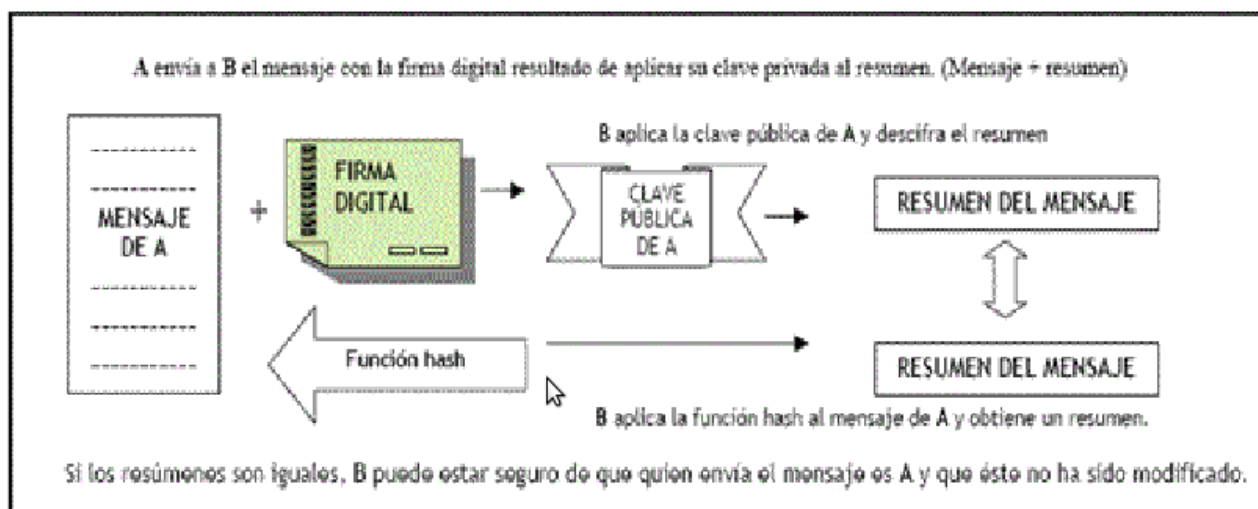 A envía a B el mensaje con la firma digital resultado de aplicar su clave privada al resumen. (Mensaje + resumen)
B aplica la clave pública de A y descifra el resumen
MENSAJE
DE A
+
FIRMA
DIGITAL
CLAVE
PÚBLICA
DE A
RESUMEN DEL MENSAJE
Función hash
RESUMEN DEL MENSAJE
B aplica la función hash al mensaje de A y obtiene un resumen.
Si los resúmenes son iguales, B puede estar seguro de que quien envía el mensaje es A y que éste no ha sido modificado.